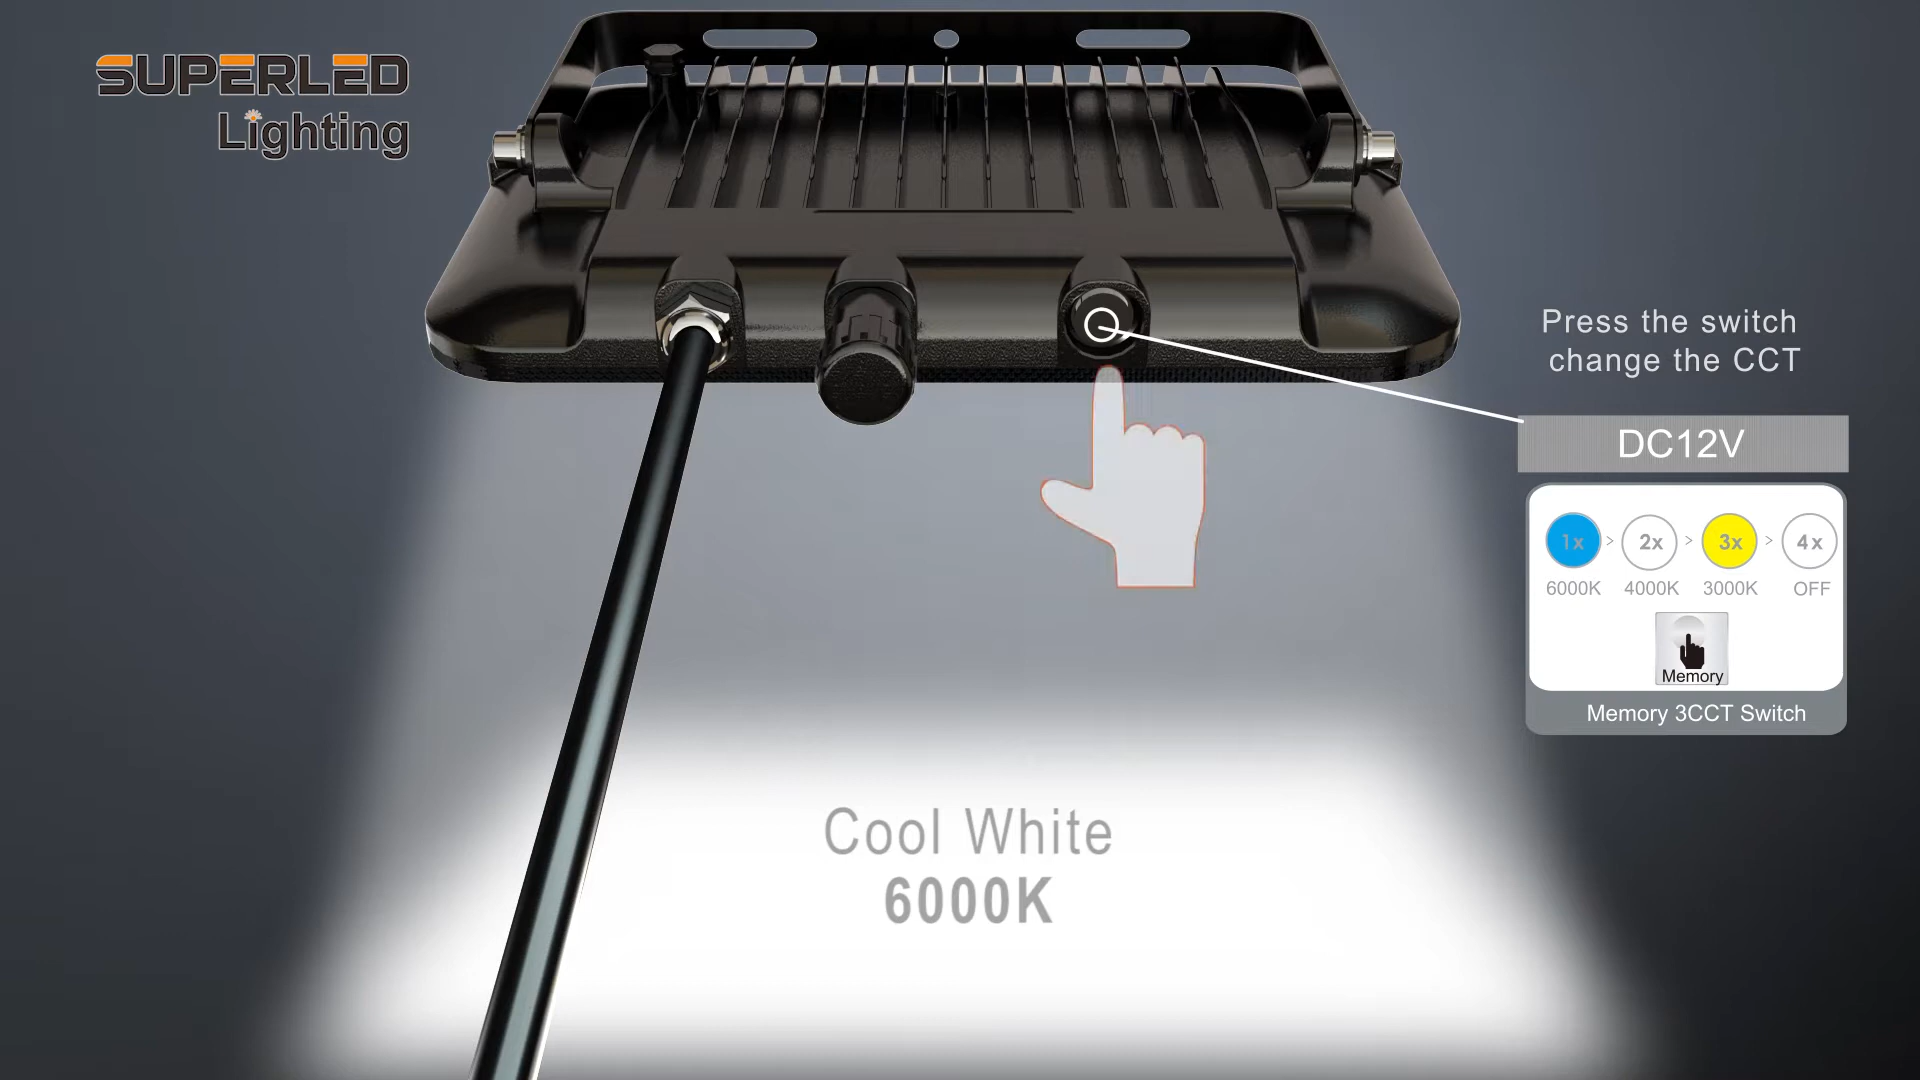 SUPERLED
Lighting
Press the switch
change the CCT
DC12V
1x > 2x > 3x > 4x
6000K 4000K 3000K OFF
Memory
Memory 3CCT Switch
Cool White
6000K